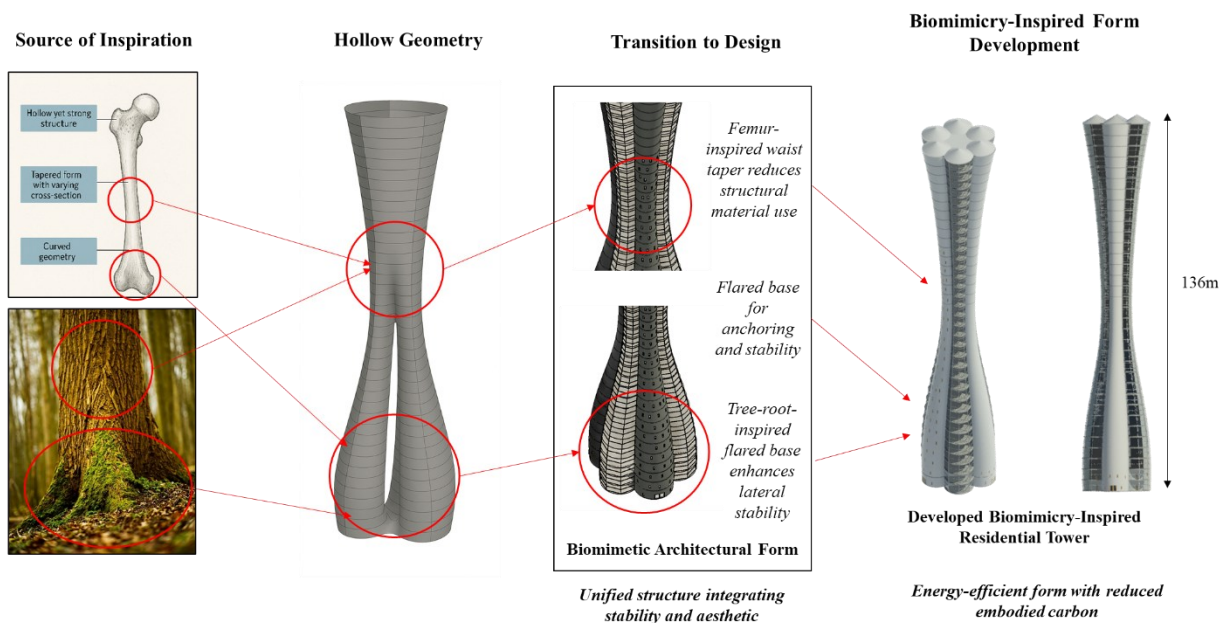 Source of Inspiration
Hollow Geometry
Transition to Design
Biomimicry-Inspired Form
Development
Hollow yet strong
structure
Tapered form
with varying
cross-section
Curved
geometry
Femur-
inspired waist
taper reduces
structural
material use
Flared base
for
anchoring
and stability
Tree-root-
inspired
flared base
enhances
lateral
stability
Biomimetic Architectural Form
Unified structure integrating
stability and aesthetic
136m
Developed Biomimicry-Inspired
Residential Tower
Energy-efficient form with reduced
embodied carbon